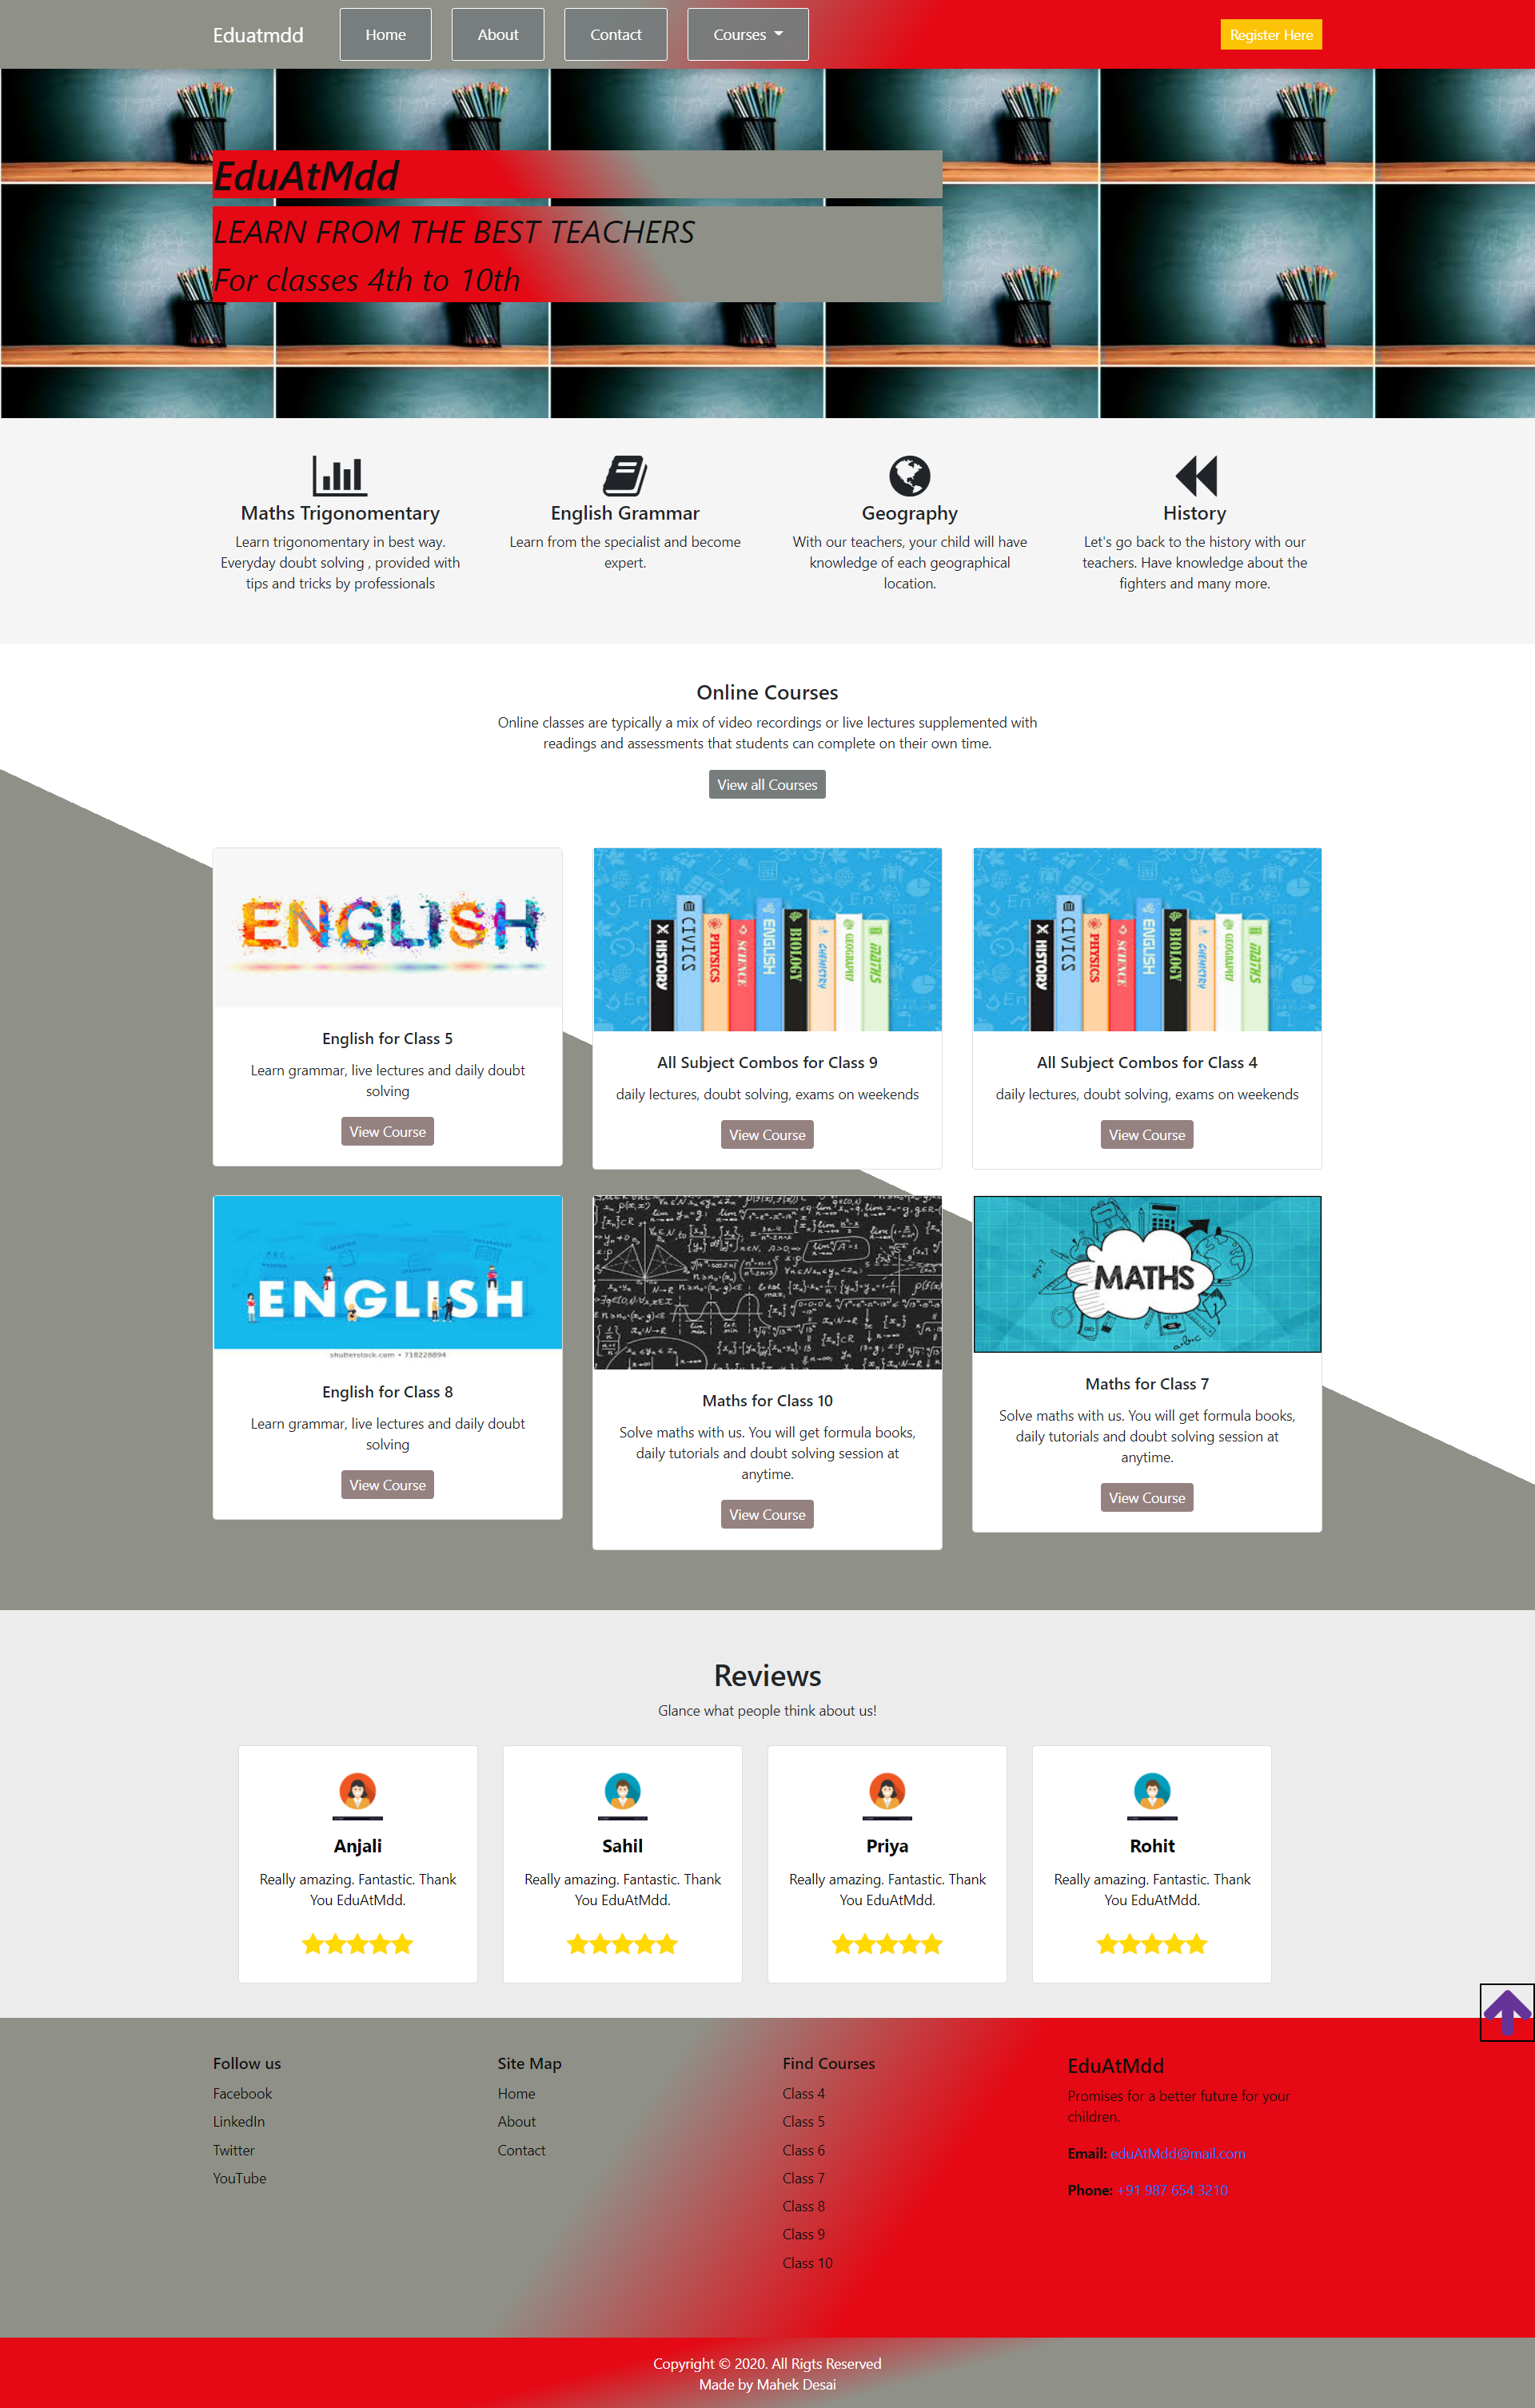 Eduatmdd
Home
About
Contact
Courses
Register Here
EduAtMdd
LEARN FROM THE BEST TEACHERS
For classes 4th to 10th
Maths Trigonomentary
Learn trigonomentary in best way.
Everyday doubt solving , provided with
tips and tricks by professionals
English Grammar
Learn from the specialist and become
expert.
Geography
With our teachers, your child will have
knowledge of each geographical
location.
History
Let's go back to the history with our
teachers. Have knowledge about the
fighters and many more.
Online Courses
Online classes are typically a mix of video recordings or live lectures supplemented with
readings and assessments that students can complete on their own time.
View all Courses
ENGLISH
English for Class 5
Learn grammar, live lectures and daily doubt
solving
View Course
HISTORY
CIVICS
PHYSICS
SCIENCE
ENGLISH
BIOLOGY
CHEMISTRY
GEOGRAPHY
MATHS
All Subject Combos for Class 9
daily lectures, doubt solving, exams on weekends
View Course
HISTORY
CIVICS
PHYSICS
SCIENCE
ENGLISH
BIOLOGY
CHEMISTRY
GEOGRAPHY
MATHS
All Subject Combos for Class 4
daily lectures, doubt solving, exams on weekends
View Course
ENGLISH
shutterstock.com • 718228894
English for Class 8
Learn grammar, live lectures and daily doubt
solving
View Course
Maths for Class 10
Solve maths with us. You will get formula books,
daily tutorials and doubt solving session at
anytime.
View Course
MATHS
Maths for Class 7
Solve maths with us. You will get formula books,
daily tutorials and doubt solving session at
anytime.
View Course
Reviews
Glance what people think about us!
Anjali
Really amazing. Fantastic. Thank
You EduAtMdd.
Sahil
Really amazing. Fantastic. Thank
You EduAtMdd.
Priya
Really amazing. Fantastic. Thank
You EduAtMdd.
Rohit
Really amazing. Fantastic. Thank
You EduAtMdd.
Follow us
Facebook
LinkedIn
Twitter
YouTube
Site Map
Home
About
Contact
Find Courses
Class 4
Class 5
Class 6
Class 7
Class 8
Class 9
Class 10
EduAtMdd
Promises for a better future for your
children.
Email: eduAtMdd@mail.com
Phone: +91 987 654 3210
Copyright © 2020. All Rigts Reserved
Made by Mahek Desai